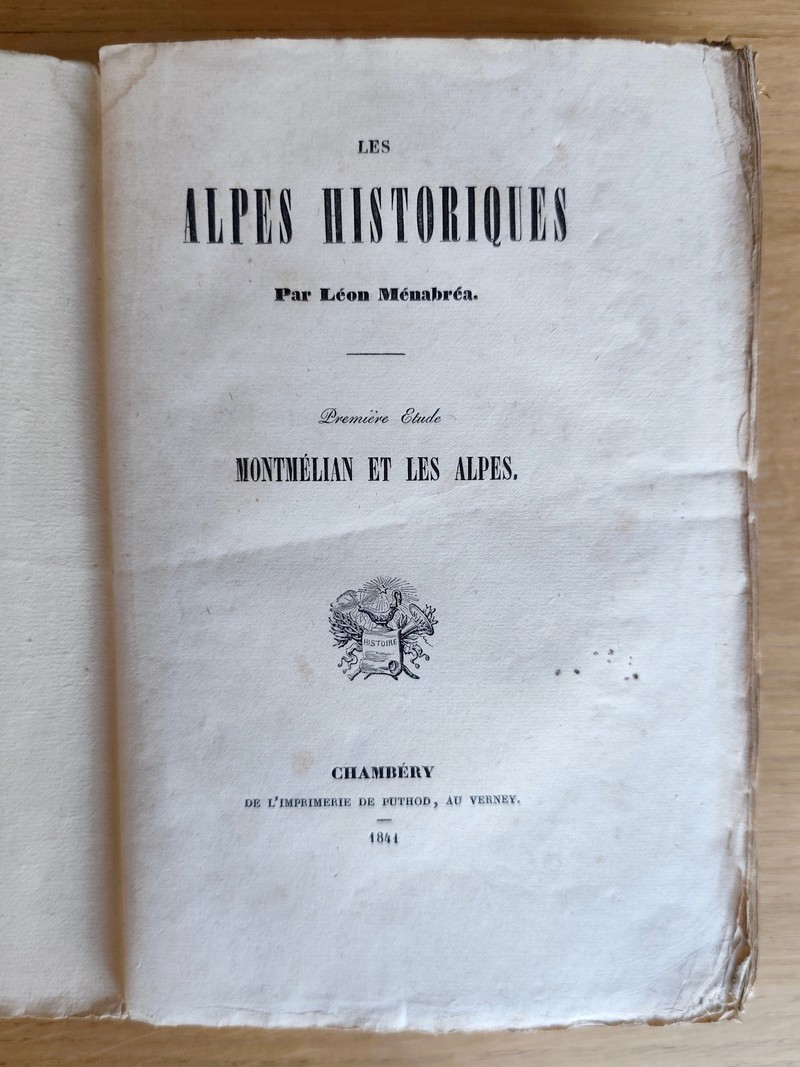 LES
ALPES HISTORIQUES
Par Léon Ménabréa.
Première Etude
MONTMÉLIAN ET LES ALPES.
HISTOIRE
CHAMBÉRY
DE L'IMPRIMERIE DE PUTHOD, AU VERNEY.
1841